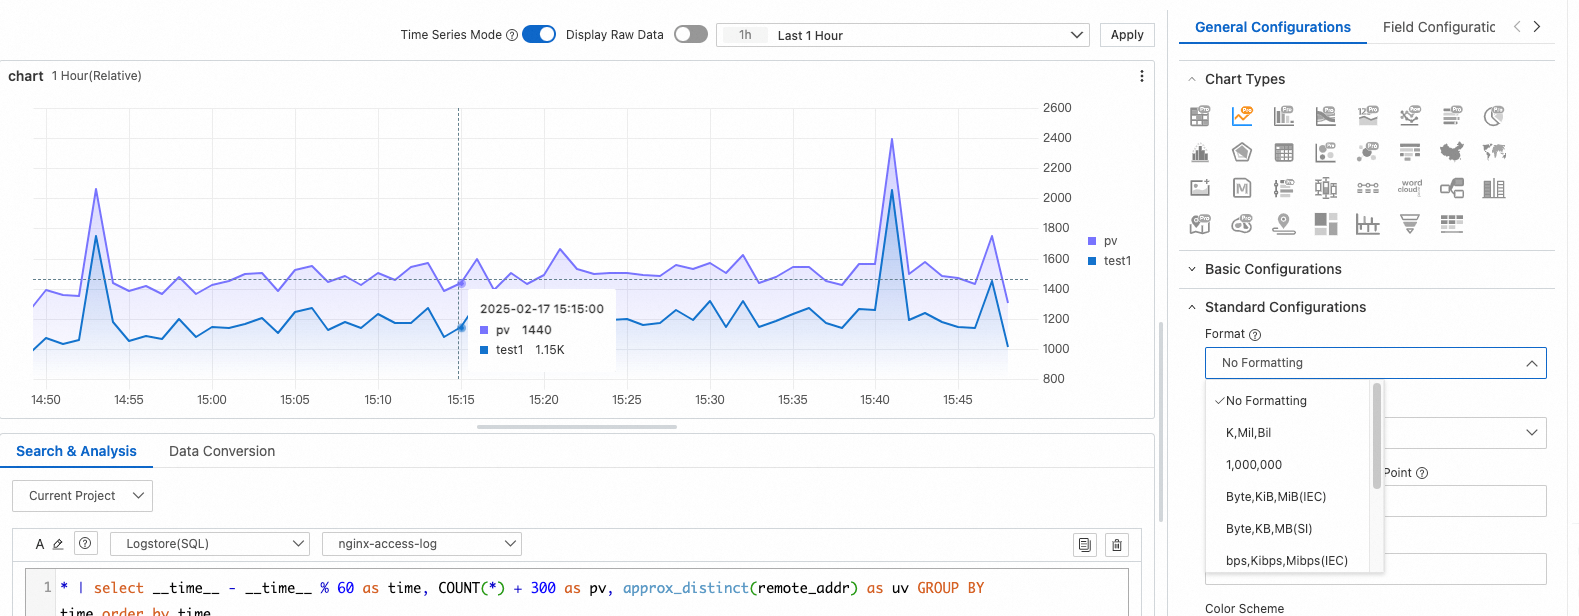 Time Series Mode
Display Raw Data
1h Last 1 Hour
Apply
chart 1 Hour(Relative)
2600
2400
2200
2000
1800
1600
1400
1200
1000
800
pv
test1
2025-02-17 15:15:00
pv 1440
test1 1.15K
14:50 14:55 15:00 15:05 15:10 15:15 15:20 15:25 15:30 15:35 15:40 15:45
Search & Analysis Data Conversion
Current Project
A Logstore(SQL) nginx-access-log
1 * | select __time__ - __time__ % 60 as time, COUNT(*) + 300 as pv, approx_distinct(remote_addr) as uv GROUP BY
time order by time
General Configurations Field Configuratic
Chart Types
word
cloud
Basic Configurations
Standard Configurations
Format
No Formatting
No Formatting
K,Mil,Bil
1,000,000
Point
Byte,KiB,MiB(IEC)
Byte,KB,MB(SI)
bps,Kibps,Mibps(IEC)
Color Scheme